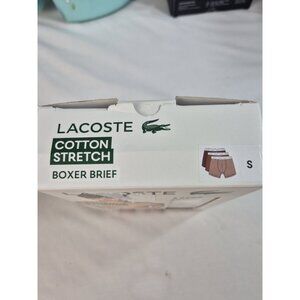 LACOSTE
COTTON
STRETCH
BOXER BRIEF
S